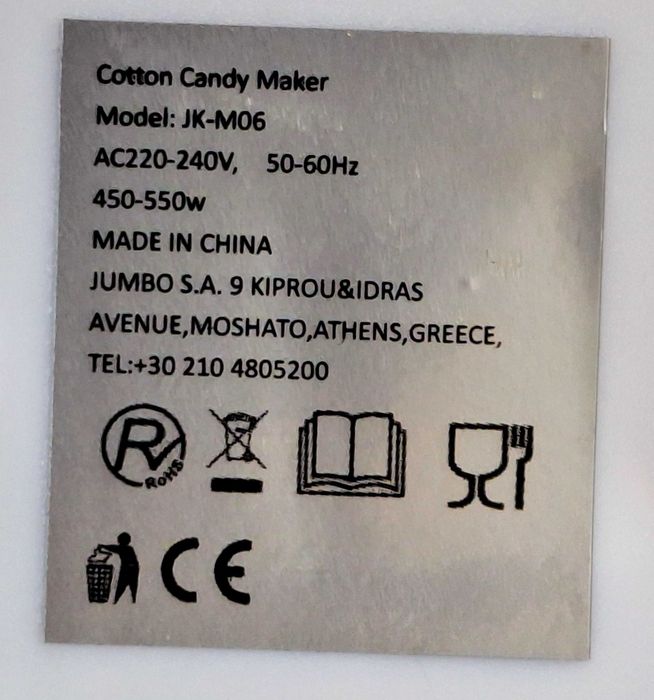 Cotton Candy Maker
Model: JK-M06
AC220-240V, 50-60Hz
450-550w
MADE IN CHINA
JUMBO S.A. 9 KIPROU&IDRAS
AVENUE,MOSHATO,ATHENS,GREECE,
TEL:+30 210 4805200
R RoHS
CE